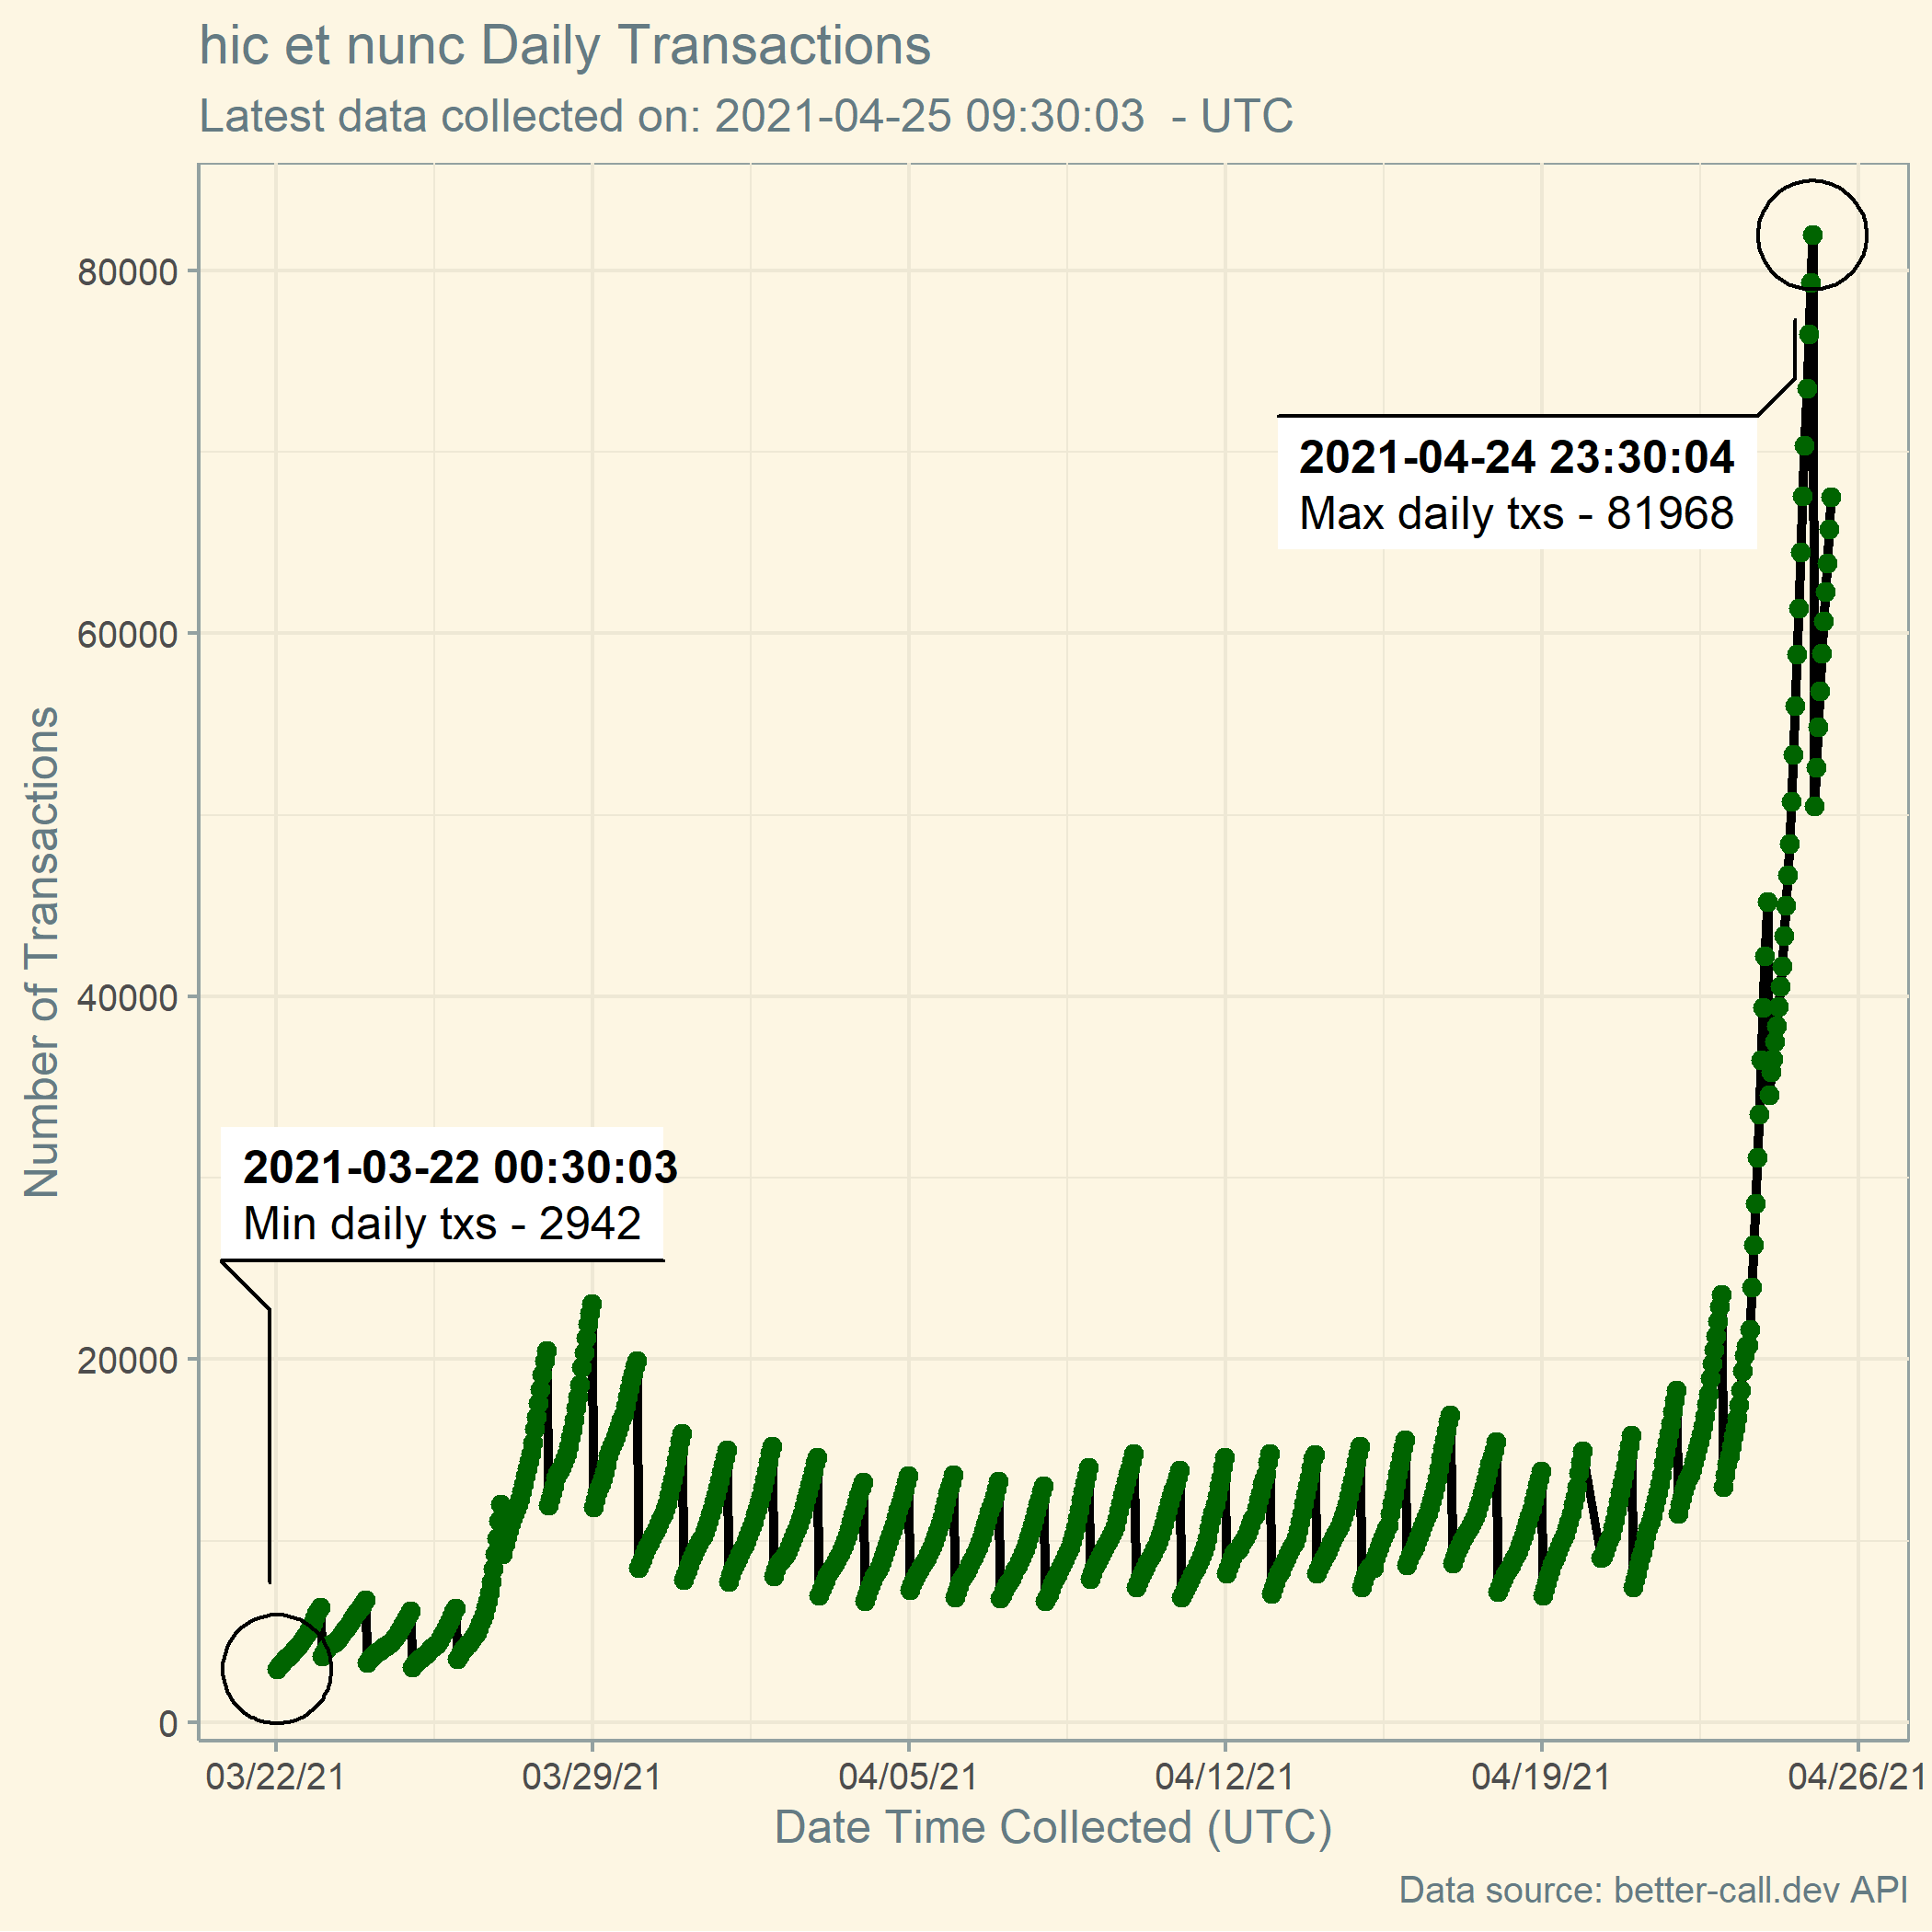 hic et nunc Daily Transactions
Latest data collected on: 2021-04-25 09:30:03  - UTC
80000
2021-04-24 23:30:04
Max daily txs - 81968
60000
Number of Transactions
40000
2021-03-22 00:30:03
Min daily txs - 2942
20000
0
03/22/21 03/29/21 04/05/21 04/12/21 04/19/21 04/26/21
Date Time Collected (UTC)
Data source: better-call.dev API